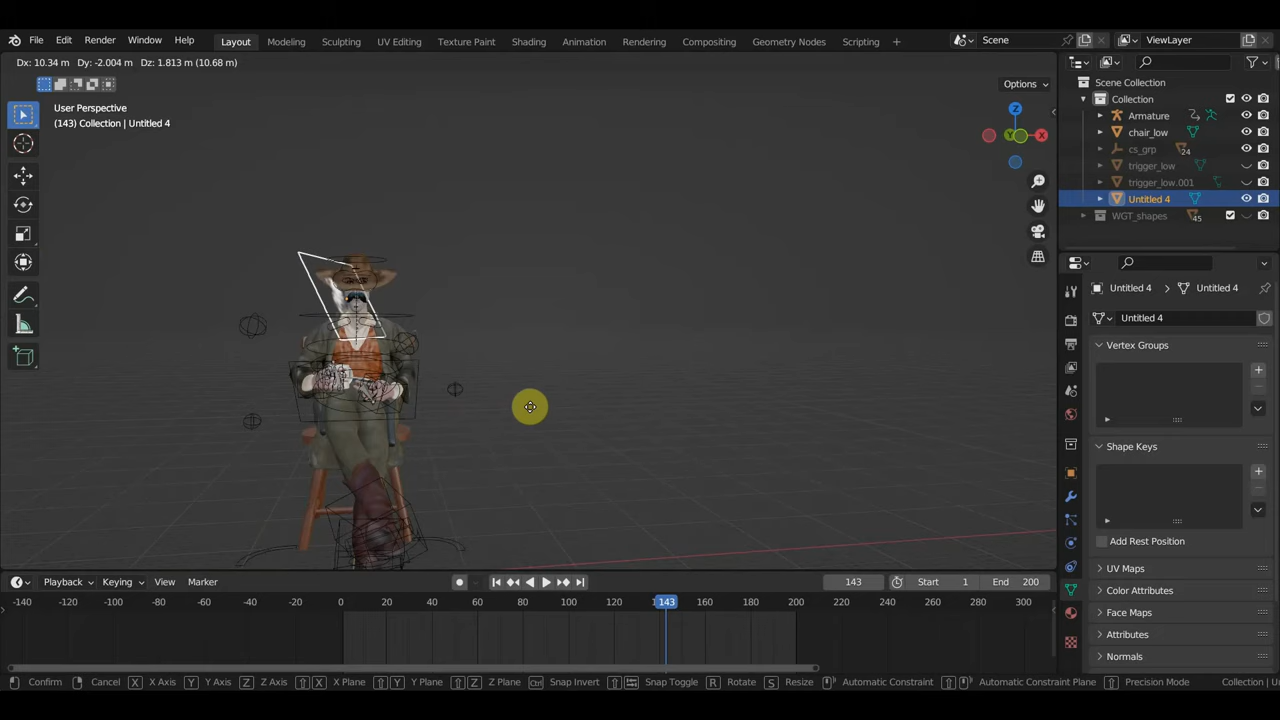 File Edit Render Window Help Layout Modeling Sculpting UV Editing Texture Paint Shading Animation Rendering Compositing Geometry Nodes Scripting + Scene ViewLayer
Dx: 10.34 m Dy: -2.004 m Dz: 1.813 m (10.68 m)
Options
User Perspective
(143) Collection | Untitled 4
Z
Y
X
Scene Collection
Collection
Armature
chair_low
cs_grp 24
trigger_low
trigger_low.001
Untitled 4
WGT_shapes 45
Untitled 4 > Untitled 4
Untitled 4
Vertex Groups
Shape Keys
Add Rest Position
UV Maps
Color Attributes
Face Maps
Attributes
Normals
Playback Keying View Marker 143 Start 1 End 200
-140 -120 -100 -80 -60 -40 -20 0 20 40 60 80 100 120 143 160 180 200 220 240 260 280 300
Confirm Cancel X X Axis Y Y Axis Z Z Axis X X Plane Y Y Plane Z Z Plane Ctrl Snap Invert Snap Toggle R Rotate S Resize Automatic Constraint Automatic Constraint Plane Precision Mode Collection | Un